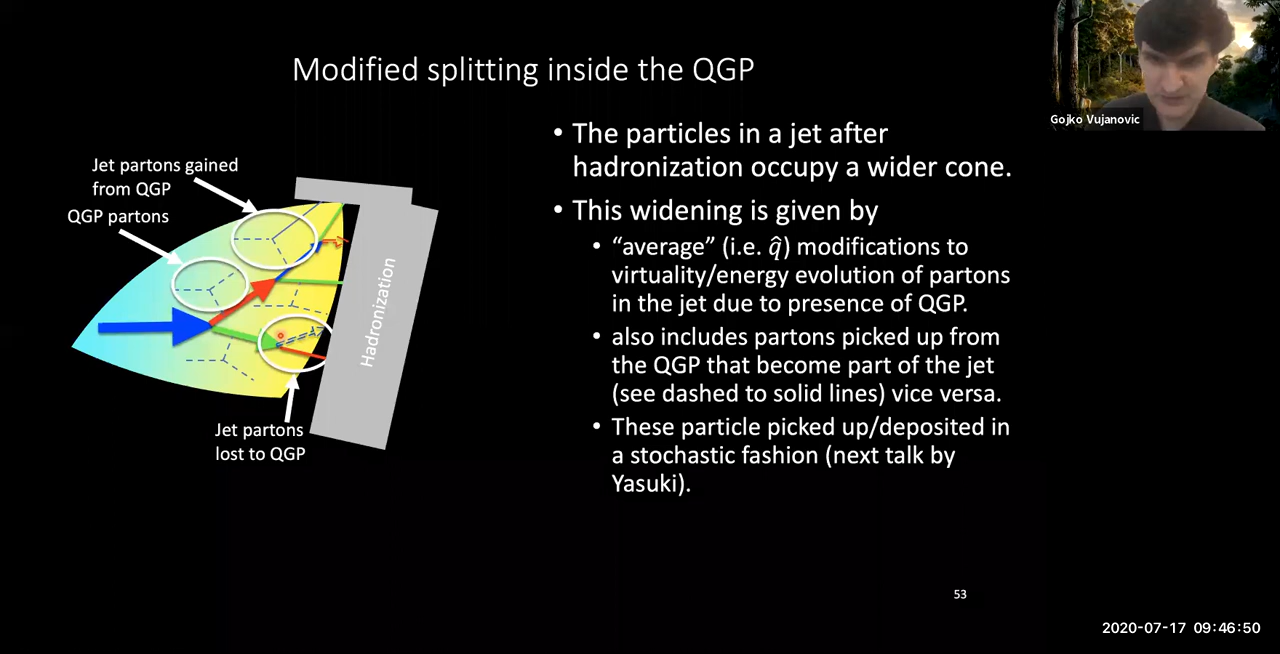 Modified splitting inside the QGP
Gojko Vujanovic
Jet partons gained
from QGP
QGP partons
Hadronization
Jet partons
lost to QGP
• The particles in a jet after
hadronization occupy a wider cone.
• This widening is given by
• “average” (i.e. q̂) modifications to
virtuality/energy evolution of partons
in the jet due to presence of QGP.
• also includes partons picked up from
the QGP that become part of the jet
(see dashed to solid lines) vice versa.
• These particle picked up/deposited in
a stochastic fashion (next talk by
Yasuki).
53
2020-07-17 09:46:50